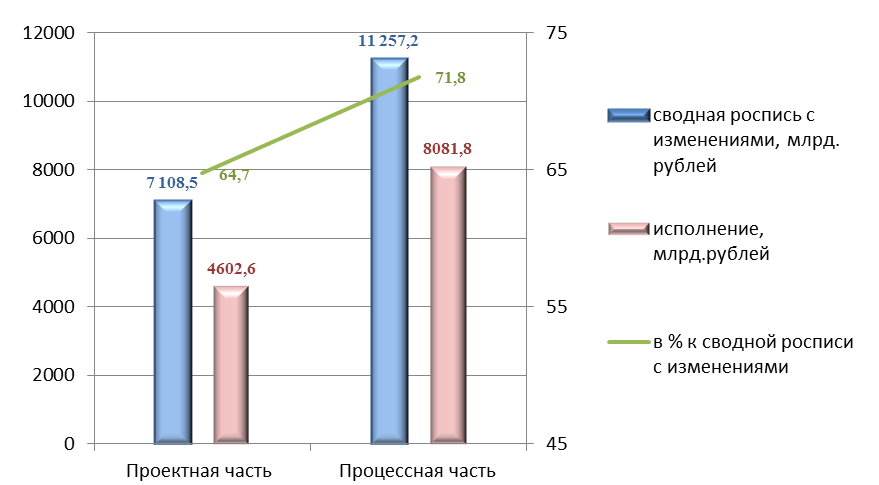 12000
10000
8000
6000
4000
2000
0
75
65
55
45
7 108,5
4602,6
64,7
11 257,2
8081,8
71,8
Проектная часть
Процессная часть
сводная роспись с
изменениями, млрд.
рублей
исполнение,
млрд.рублей
в % к сводной росписи
с изменениями